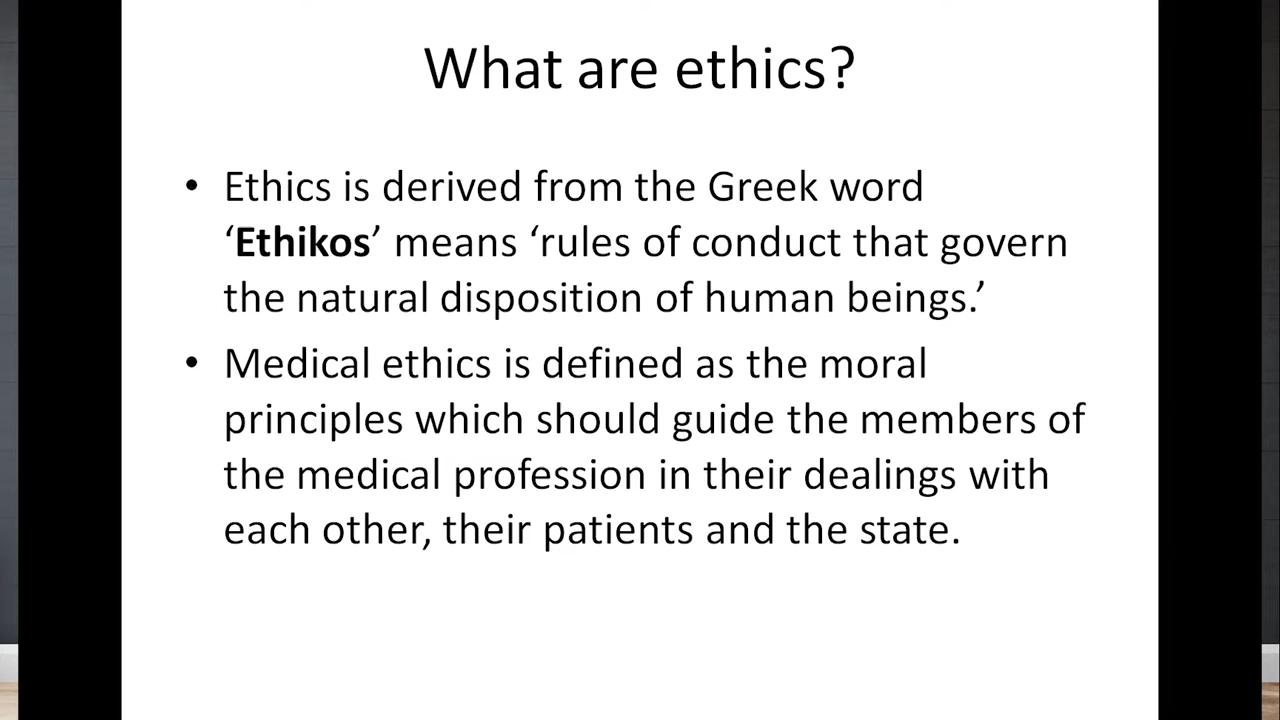 What are ethics?
• Ethics is derived from the Greek word
‘Ethikos’ means ‘rules of conduct that govern
the natural disposition of human beings.’
• Medical ethics is defined as the moral
principles which should guide the members of
the medical profession in their dealings with
each other, their patients and the state.